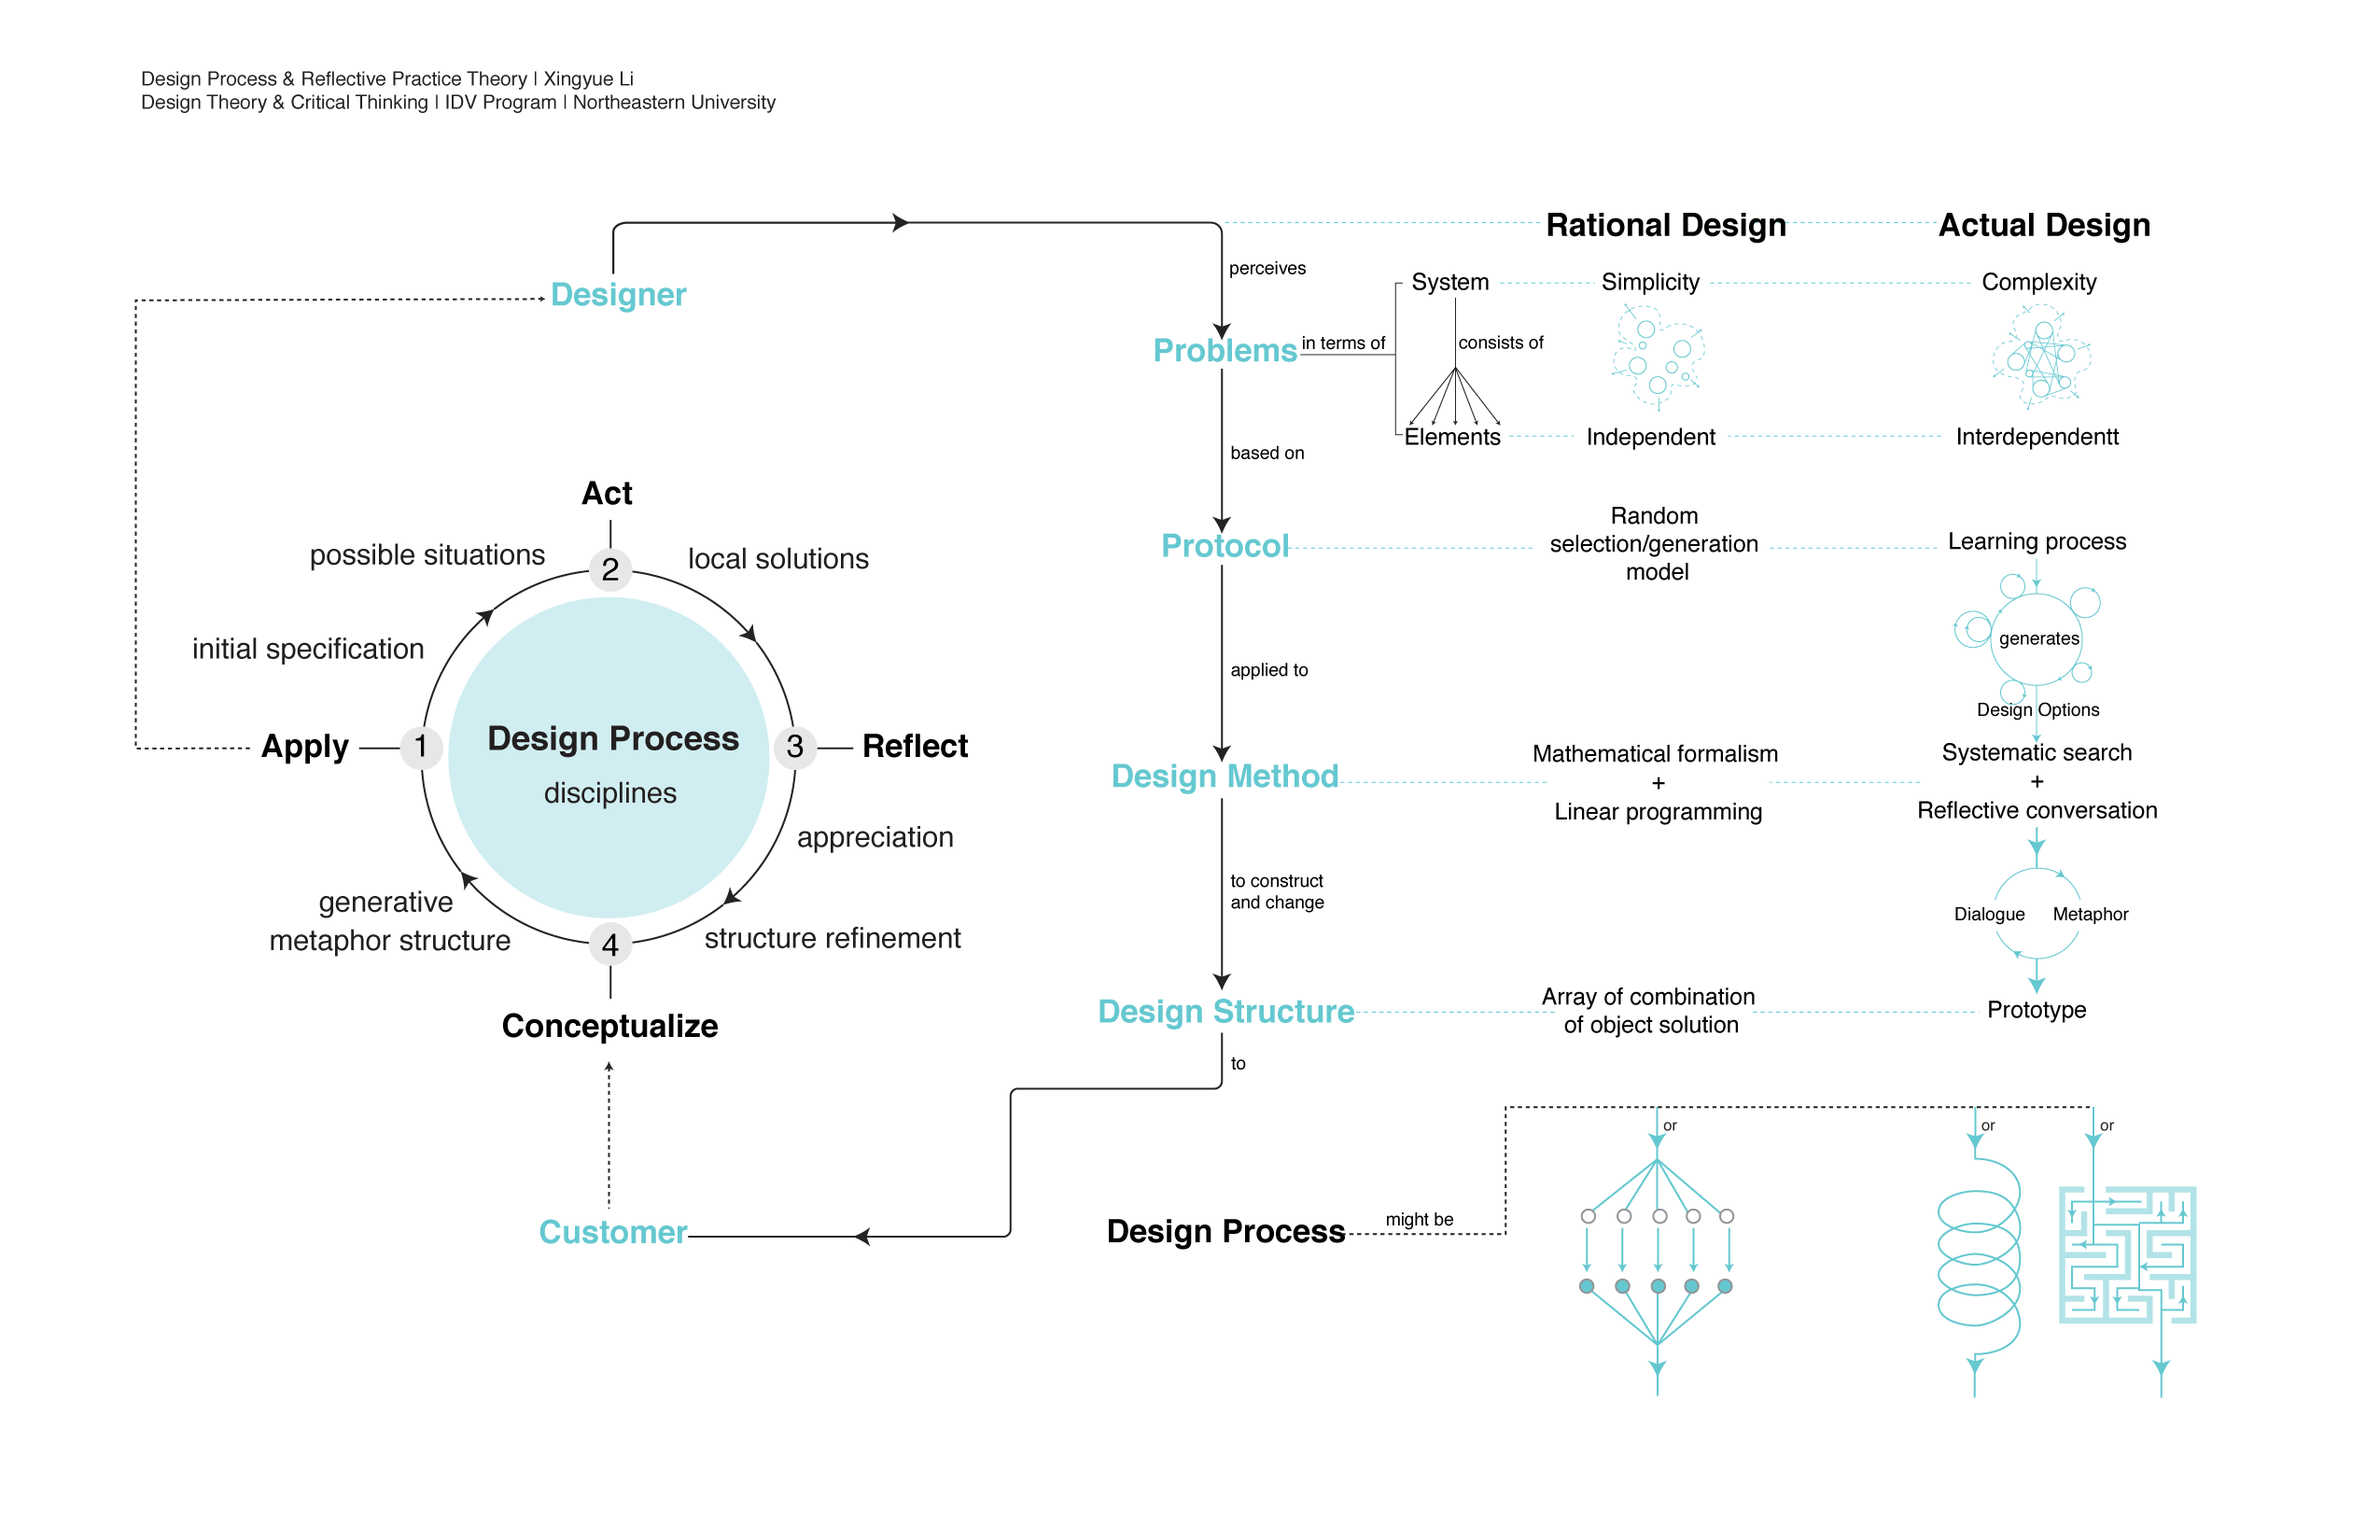 Design Process & Reflective Practice Theory | Xingyue Li
Design Theory & Critical Thinking | IDV Program | Northeastern University
Designer
Act
possible situations
local solutions
initial specification
2
Apply
1
Design Process
disciplines
3
Reflect
appreciation
generative
metaphor structure
4
structure refinement
Conceptualize
Customer
Rational Design
Actual Design
perceives
Problems
in terms of
System
consists of
Elements
Simplicity
Complexity
Independent
Interdependentt
based on
Protocol
Random
selection/generation
model
Learning process
generates
Design Options
applied to
Design Method
Mathematical formalism
+
Linear programming
Systematic search
+
Reflective conversation
Dialogue
Metaphor
to construct
and change
Design Structure
Array of combination
of object solution
Prototype
to
Design Process
might be
or
or
or